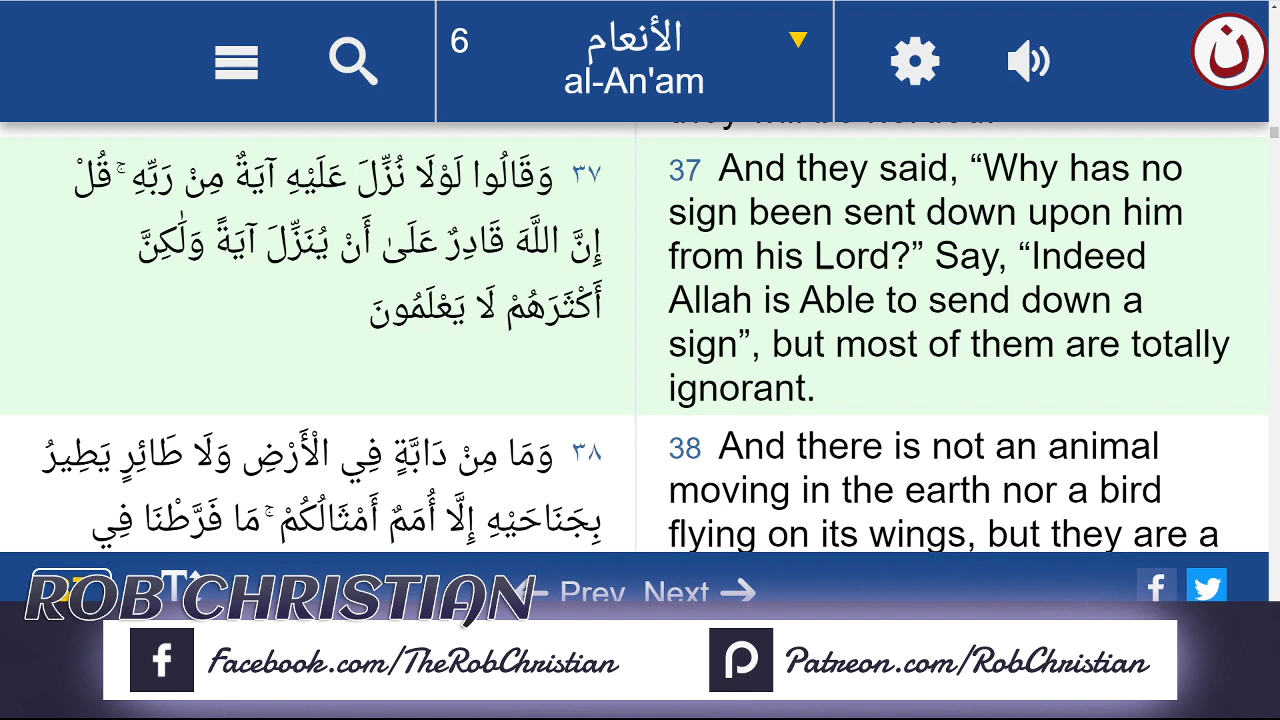 6
الأنعام
al-An'am
ن
٣٧ وَقَالُوا لَوْلَا نُزِّلَ عَلَيْهِ آيَةٌ مِنْ رَبِّهِ ۚ قُلْ
إِنَّ اللَّهَ قَادِرٌ عَلَىٰ أَنْ يُنَزِّلَ آيَةً وَلَٰكِنَّ
أَكْثَرَهُمْ لَا يَعْلَمُونَ
37 And they said, “Why has no
sign been sent down upon him
from his Lord?” Say, “Indeed
Allah is Able to send down a
sign”, but most of them are totally
ignorant.
٣٨ وَمَا مِنْ دَابَّةٍ فِي الْأَرْضِ وَلَا طَائِرٍ يَطِيرُ
بِجَنَاحَيْهِ إِلَّا أُمَمٌ أَمْثَالُكُمْ ۚ مَا فَرَّطْنَا فِي
38 And there is not an animal
moving in the earth nor a bird
flying on its wings, but they are a
Prev Next
ROB CHRISTIAN
Facebook.com/TheRobChristian
Patreon.com/RobChristian